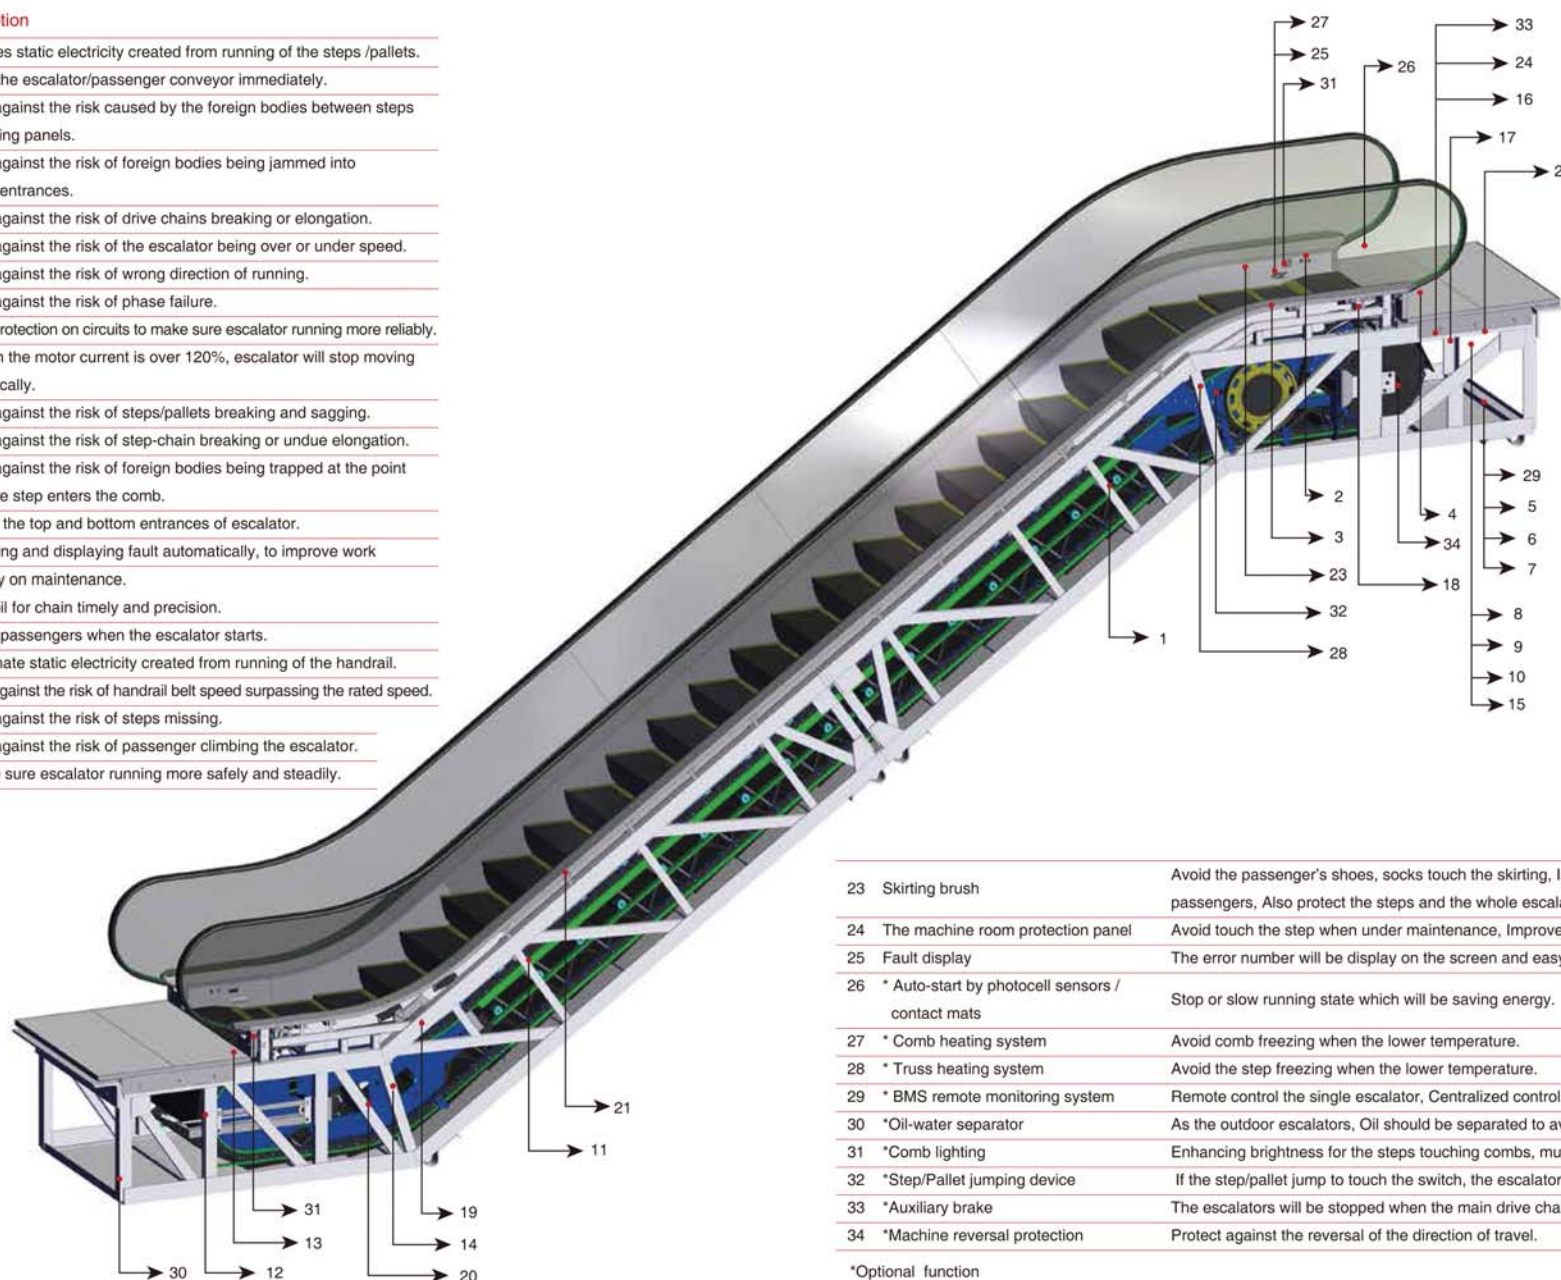 tion
es static electricity created from running of the steps /pallets.
the escalator/passenger conveyor immediately.
against the risk caused by the foreign bodies between steps
ing panels.
against the risk of foreign bodies being jammed into
entrances.
against the risk of drive chains breaking or elongation.
against the risk of the escalator being over or under speed.
against the risk of wrong direction of running.
against the risk of phase failure.
rotection on circuits to make sure escalator running more reliably.
n the motor current is over 120%, escalator will stop moving
cally.
against the risk of steps/pallets breaking and sagging.
against the risk of step-chain breaking or undue elongation.
against the risk of foreign bodies being trapped at the point
e step enters the comb.
the top and bottom entrances of escalator.
ing and displaying fault automatically, to improve work
y on maintenance.
il for chain timely and precision.
passengers when the escalator starts.
nate static electricity created from running of the handrail.
against the risk of handrail belt speed surpassing the rated speed.
against the risk of steps missing.
against the risk of passenger climbing the escalator.
sure escalator running more safely and steadily.
27
25
31
26
33
24
16
17
2
29
5
6
7
2
3
4
34
23
18
32
28
1
8
9
10
15
21
11
31
13
30
12
19
14
20
23 Skirting brush Avoid the passenger's shoes, socks touch the skirting, I
passengers, Also protect the steps and the whole escala
24 The machine room protection panel Avoid touch the step when under maintenance, Improve
25 Fault display The error number will be display on the screen and easy
26 * Auto-start by photocell sensors /
contact mats Stop or slow running state which will be saving energy.
27 * Comb heating system Avoid comb freezing when the lower temperature.
28 * Truss heating system Avoid the step freezing when the lower temperature.
29 * BMS remote monitoring system Remote control the single escalator, Centralized control
30 *Oil-water separator As the outdoor escalators, Oil should be separated to av
31 *Comb lighting Enhancing brightness for the steps touching combs, mu
32 *Step/Pallet jumping device If the step/pallet jump to touch the switch, the escalator
33 *Auxiliary brake The escalators will be stopped when the main drive cha
34 *Machine reversal protection Protect against the reversal of the direction of travel.
*Optional function